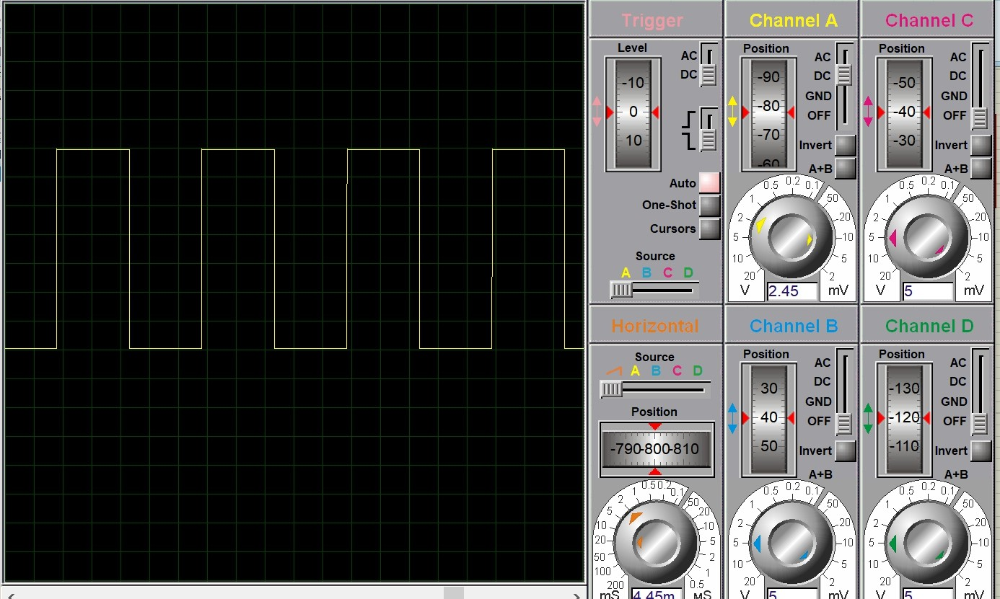 Trigger
Level
AC
DC
-10
0
10
Auto
One-Shot
Cursors
Source
A B C D
Channel A
Position
AC
DC
GND
OFF
-90
-80
-70
-60
Invert
A+B
0.5 0.2 0.1
1 50
2 20
5 10
10 5
20 2
V 2.45 mV
Channel C
Position
AC
DC
GND
OFF
-50
-40
-30
Invert
A+B
0.5 0.2 0.1
1 50
2 20
5 10
10 5
20 2
V 5 mV
Horizontal
Source
A B C D
Position
-790-800-810
0.5 0.2 0.1
1 50
2 20
5 10
10 5
20 2
50 1
100 0.5
200
mS 4.45m µS
Channel B
Position
AC
DC
GND
OFF
30
40
50
Invert
A+B
0.5 0.2 0.1
1 50
2 20
5 10
10 5
20 2
V 5 mV
Channel D
Position
AC
DC
GND
OFF
-130
-120
-110
Invert
A+B
0.5 0.2 0.1
1 50
2 20
5 10
10 5
20 2
V 5 mV